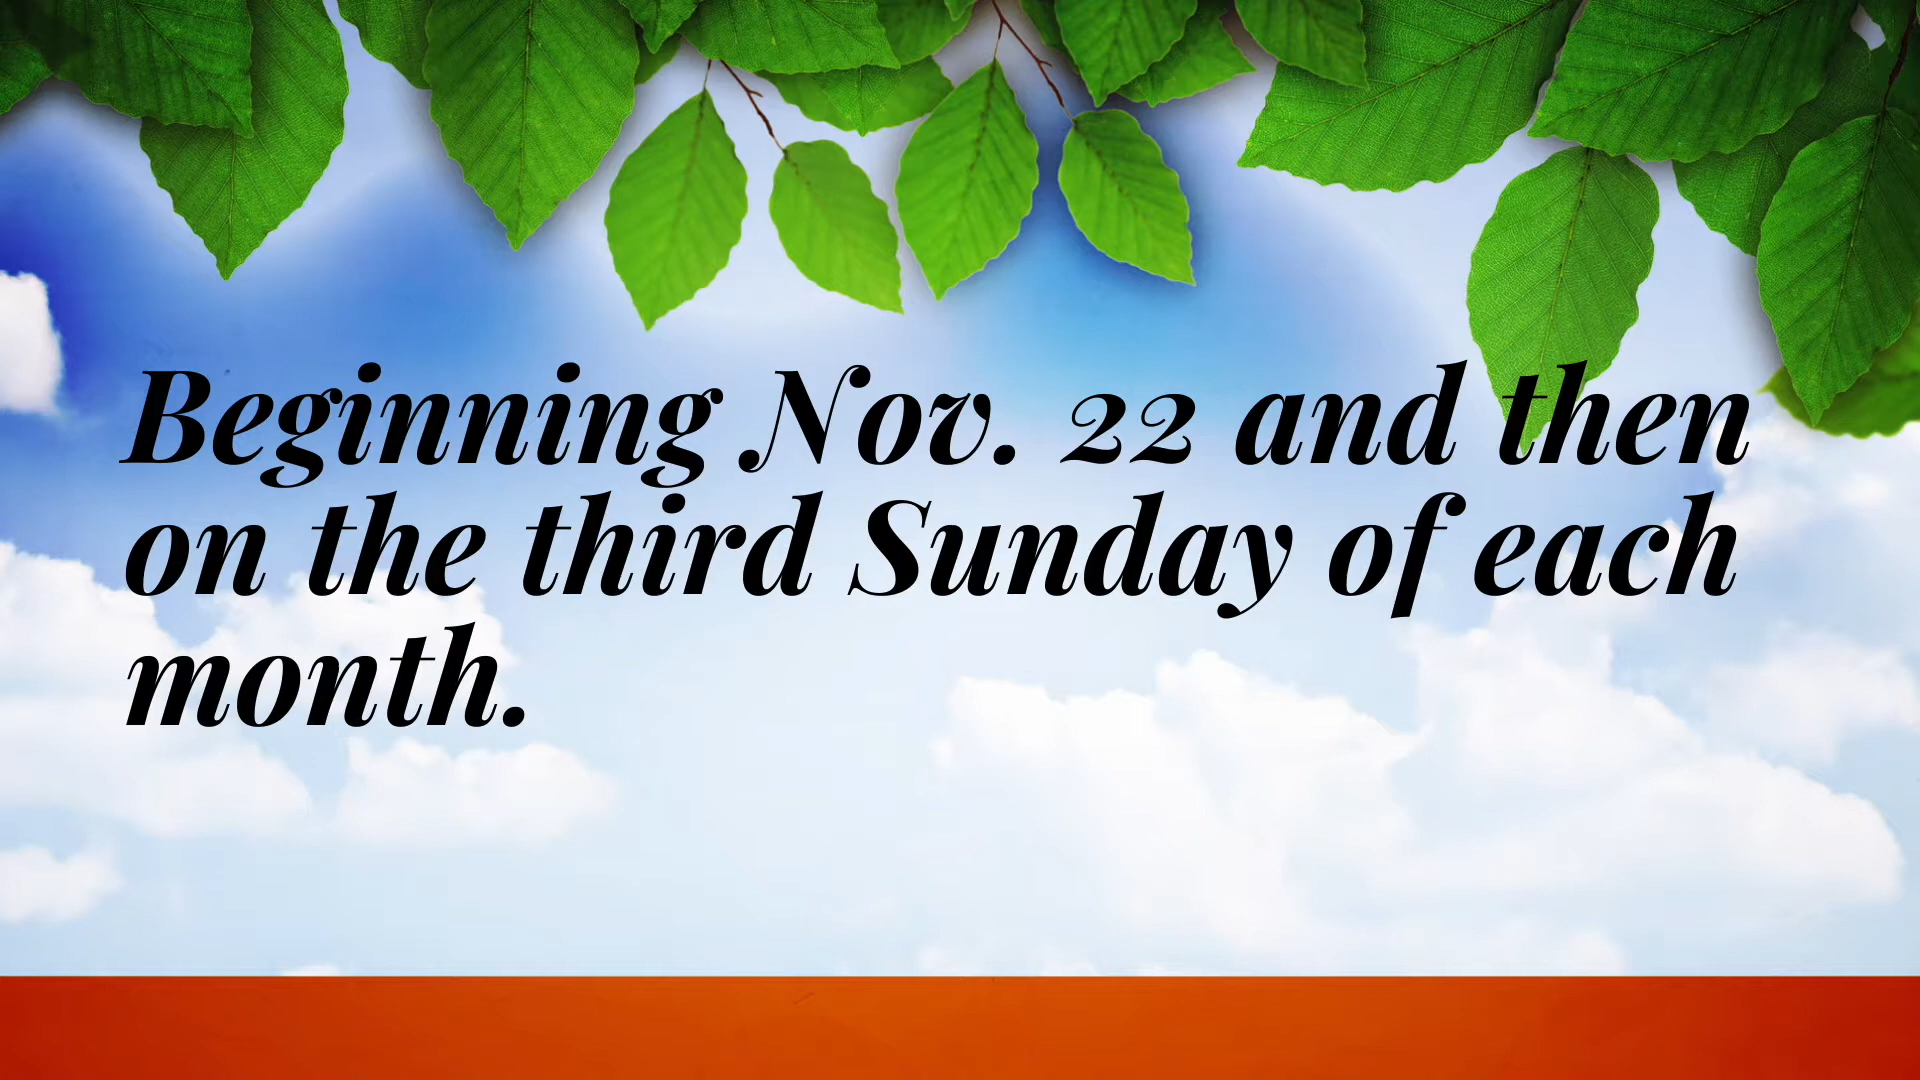 Beginning Nov. 22 and then
on the third Sunday of each
month.